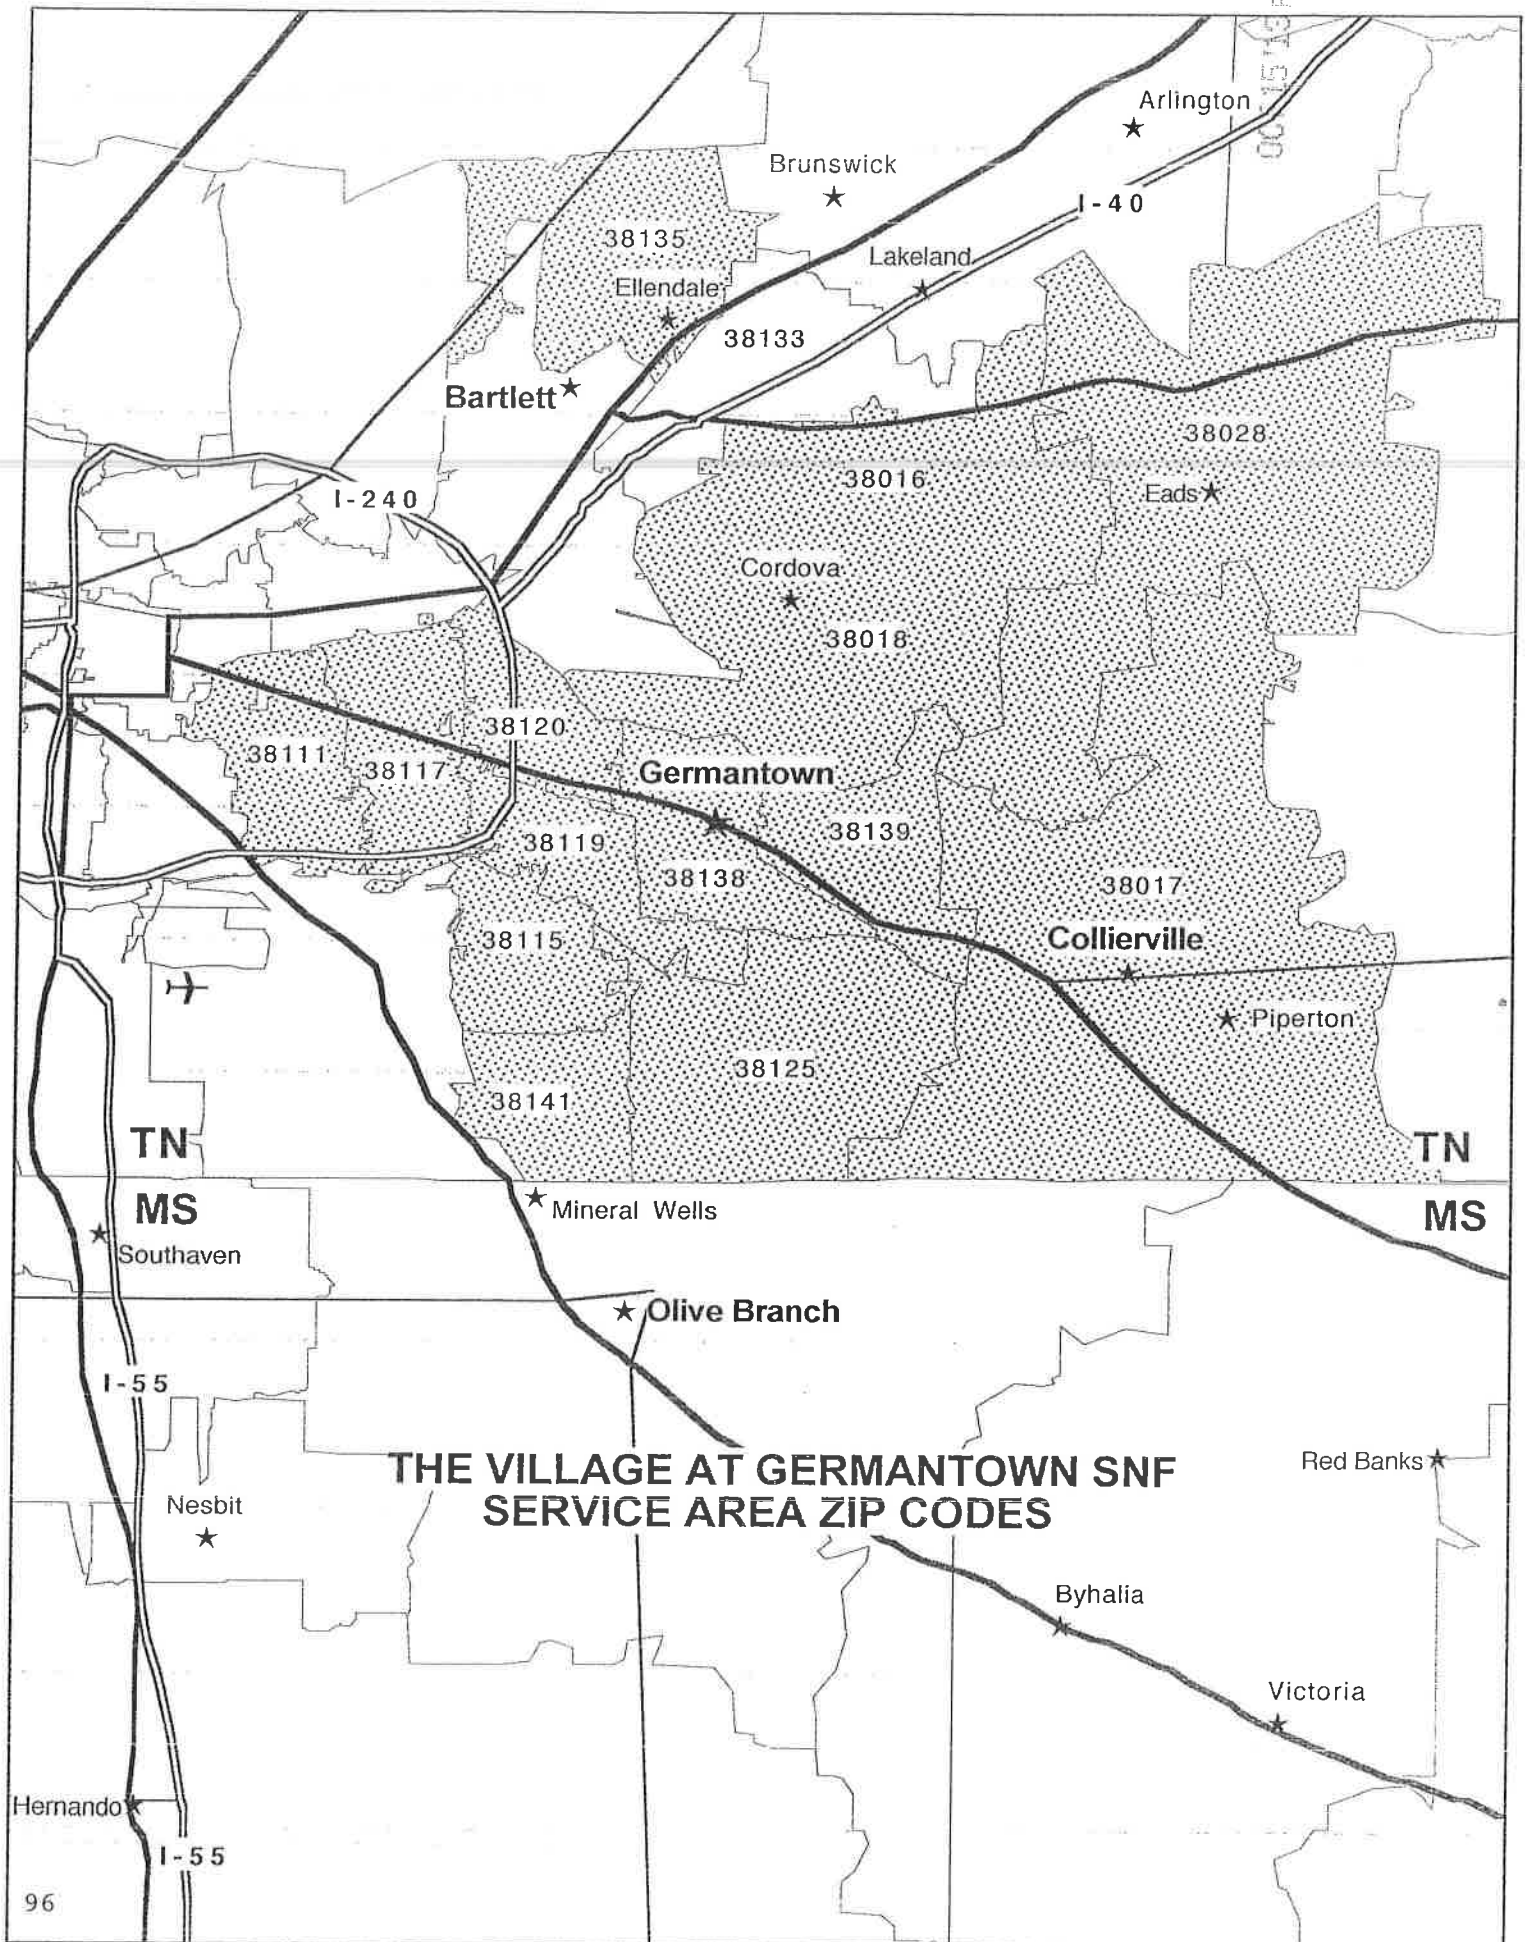 Arlington
Brunswick
I-40
38135
Lakeland
Ellendale
38133
Bartlett
38028
38016
I-240
Eads
Cordova
38018
38120
38111
38117
Germantown
38119
38139
38138
38017
38115
Collierville
Piperton
38125
38141
TN
TN
MS
MS
Mineral Wells
Southaven
Olive Branch
I-55
THE VILLAGE AT GERMANTOWN SNF
SERVICE AREA ZIP CODES
Red Banks
Nesbit
Byhalia
Victoria
Hernando
I-55
96